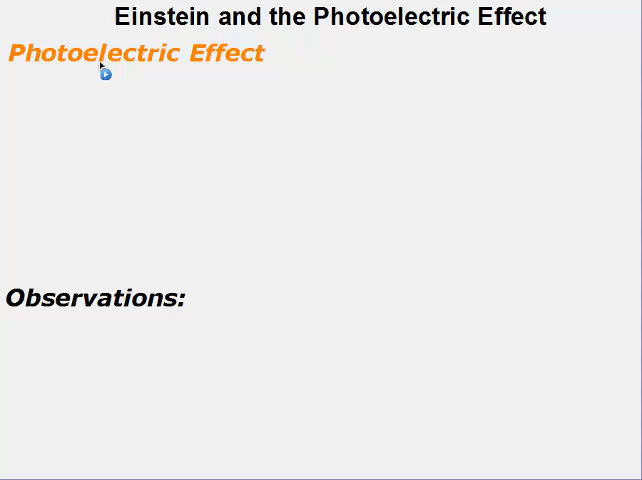 Einstein and the Photoelectric Effect
Photoelectric Effect
Observations: